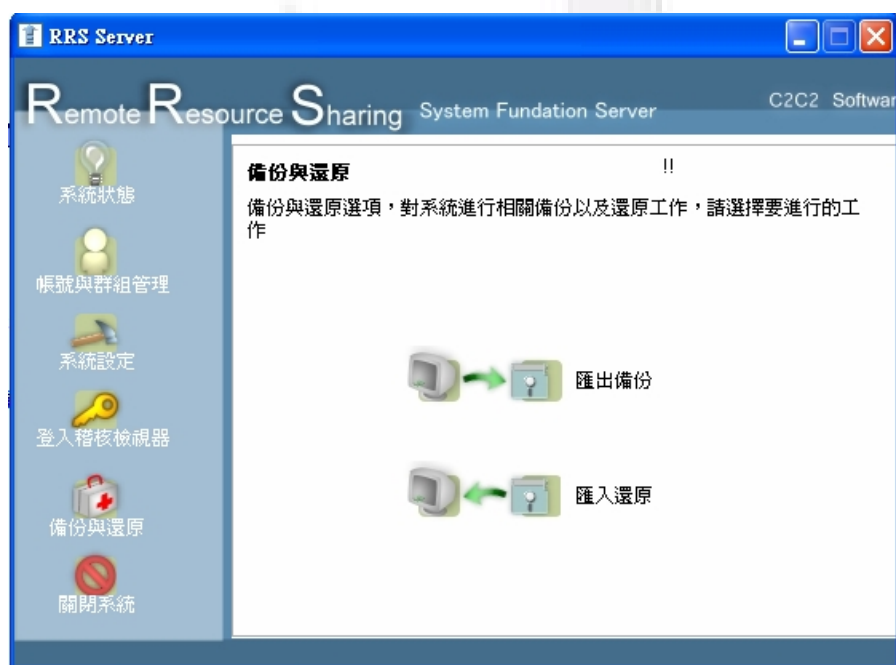 RRS Server
Remote Resource Sharing System Fundation Server
C2C2 Softwar
系統狀態
帳號與群組管理
系統設定
登入稽核檢視器
備份與還原
關閉系統
備份與還原
!!
備份與還原選項，對系統進行相關備份以及還原工作，請選擇要進行的工
作
匯出備份
匯入還原